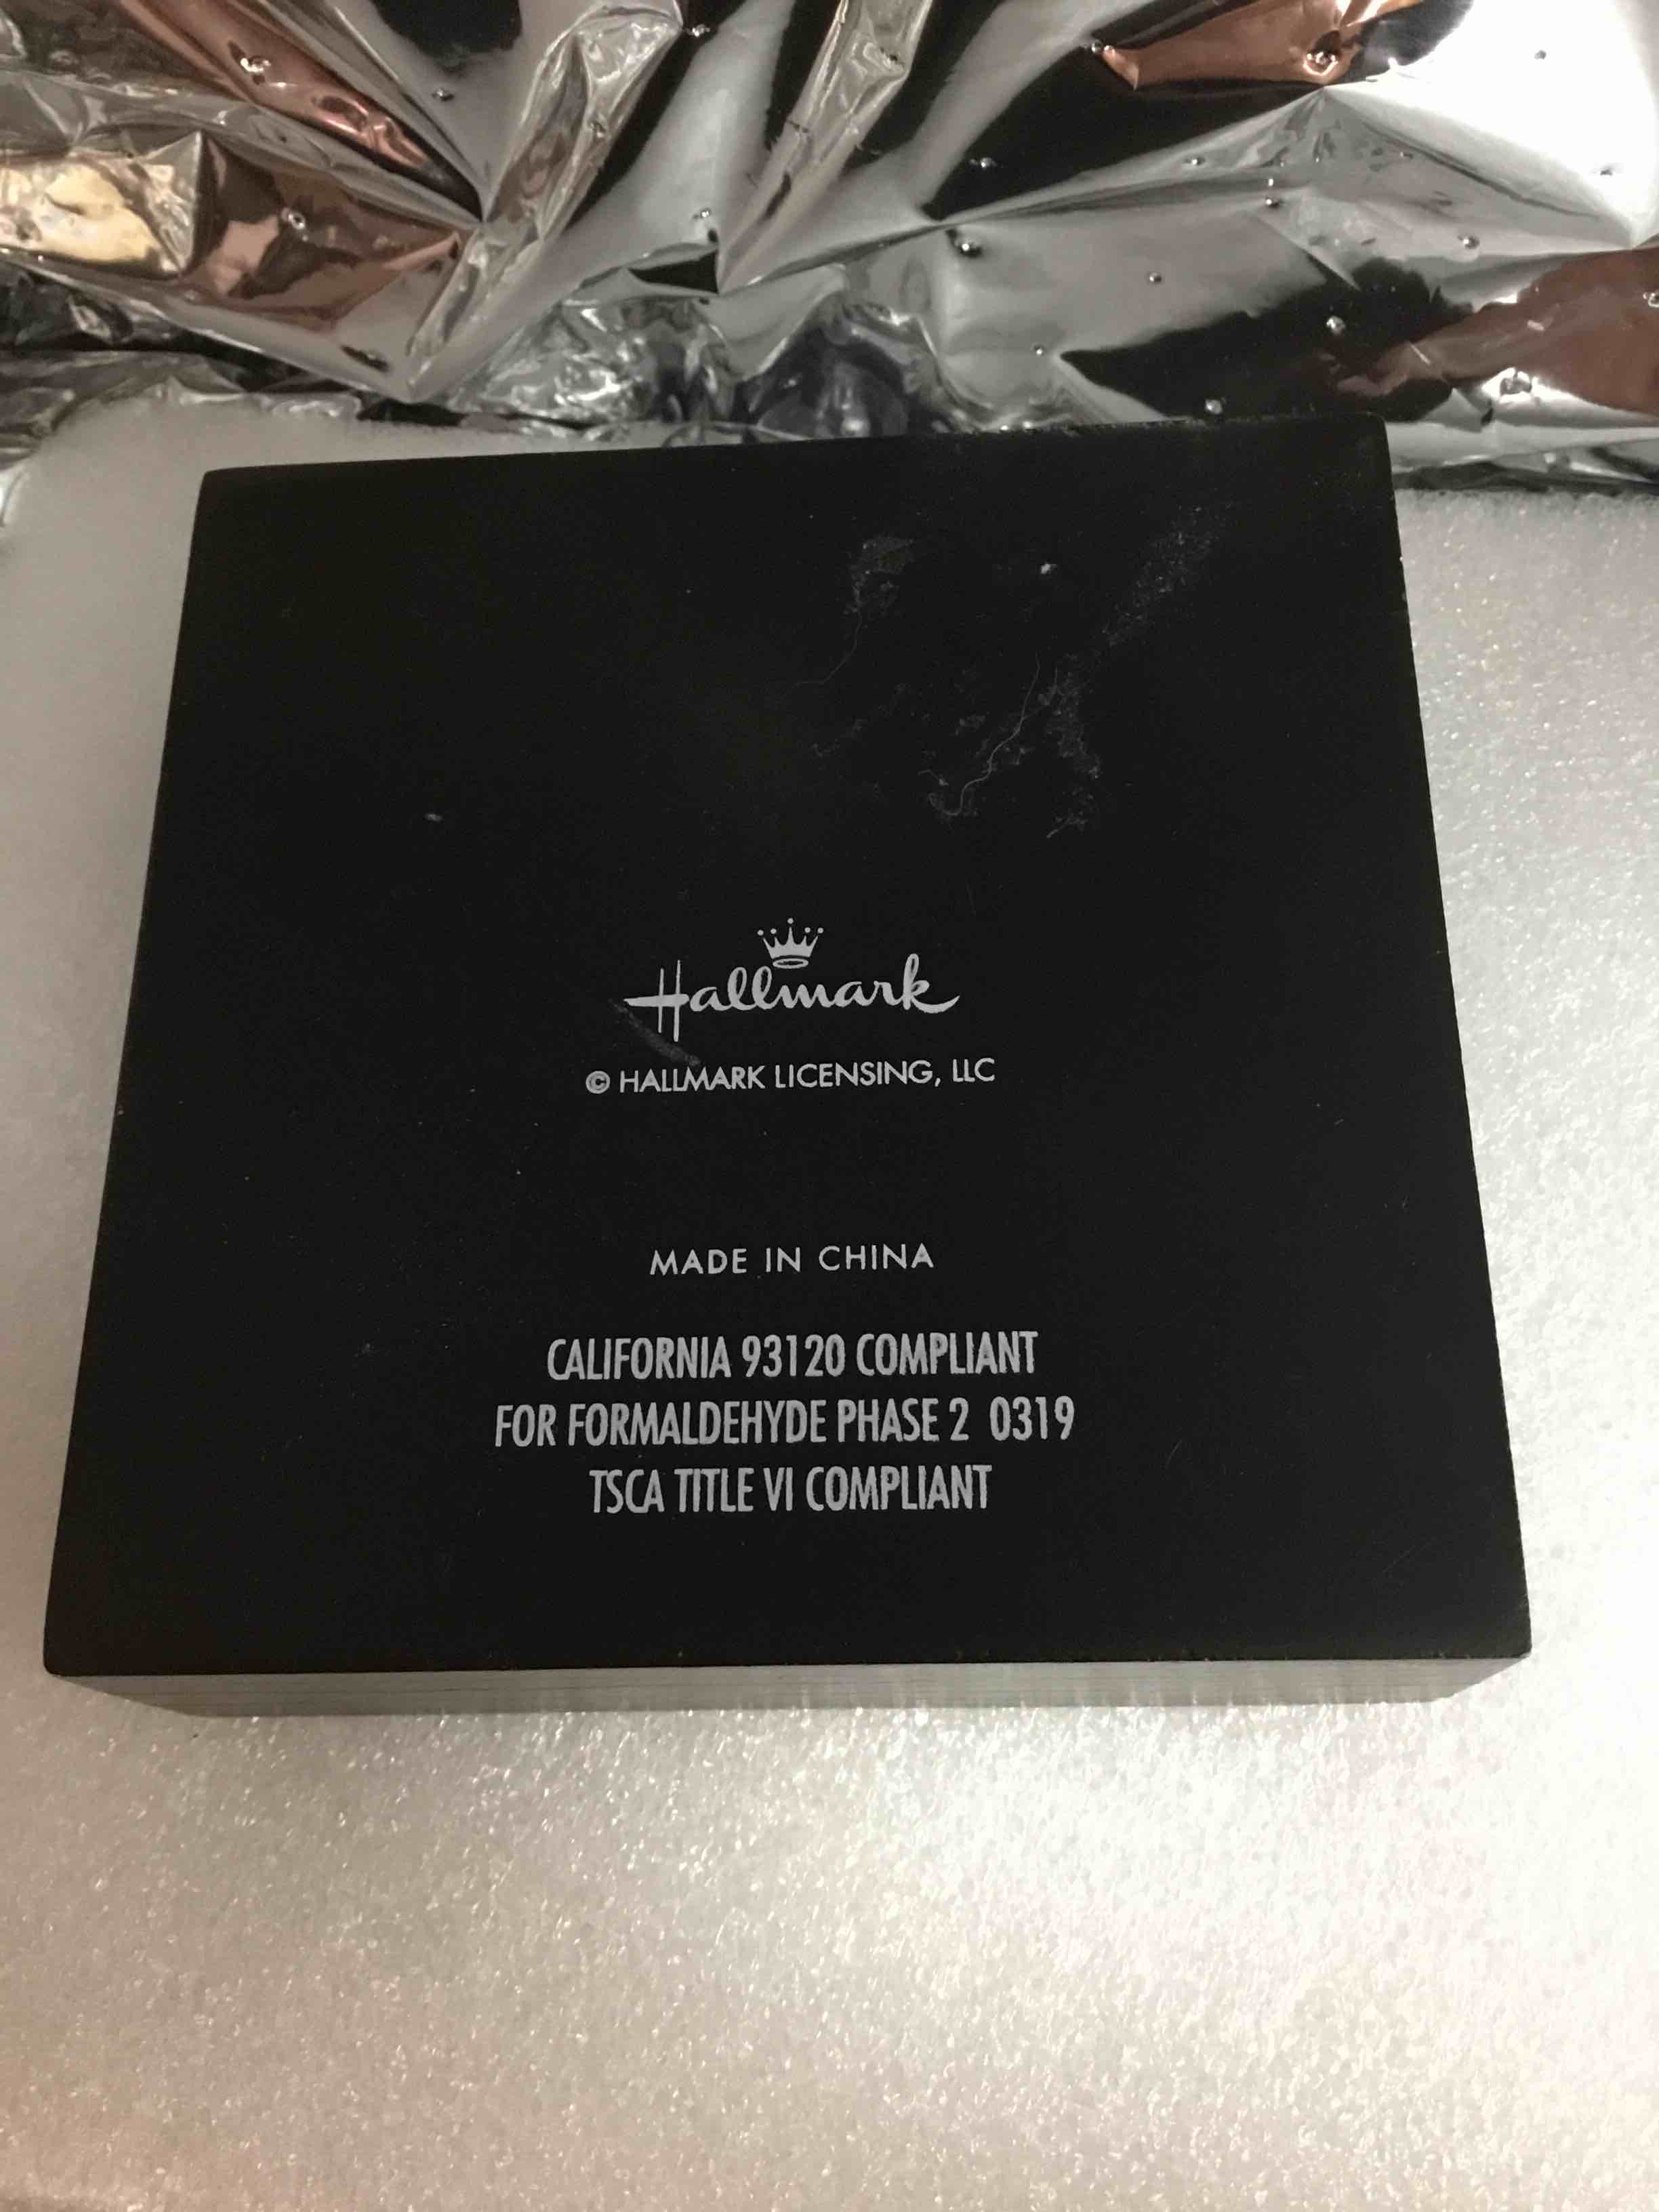 Hallmark
© HALLMARK LICENSING, LLC
MADE IN CHINA
CALIFORNIA 93120 COMPLIANT
FOR FORMALDEHYDE PHASE 2 0319
TSCA TITLE VI COMPLIANT